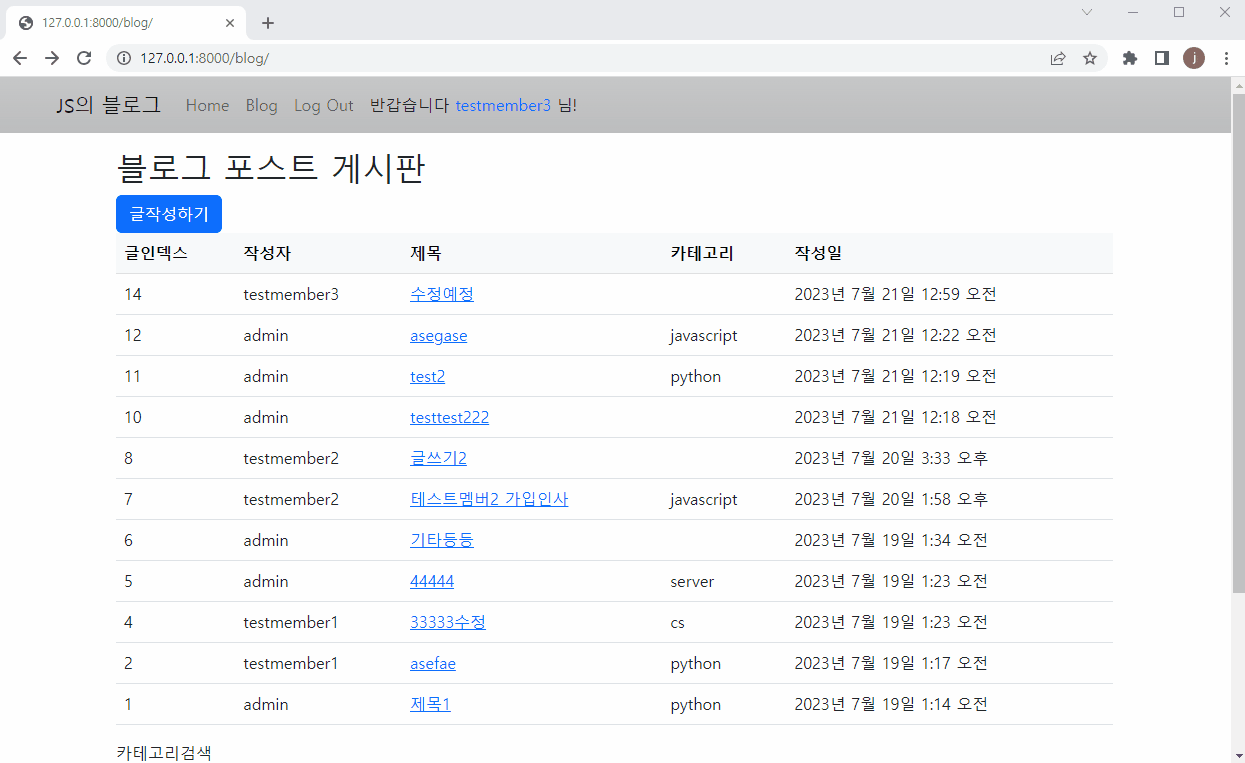 127.0.0.1:8000/blog/
127.0.0.1:8000/blog/
j
JS의 블로그 Home Blog Log Out 반갑습니다 testmember3 님!
블로그 포스트 게시판
글작성하기
글인덱스 작성자 제목 카테고리 작성일
14 testmember3 수정예정 2023년 7월 21일 12:59 오전
12 admin asegase javascript 2023년 7월 21일 12:22 오전
11 admin test2 python 2023년 7월 21일 12:19 오전
10 admin testtest222 2023년 7월 21일 12:18 오전
8 testmember2 글쓰기2 2023년 7월 20일 3:33 오후
7 testmember2 테스트멤버2 가입인사 javascript 2023년 7월 20일 1:58 오후
6 admin 기타등등 2023년 7월 19일 1:34 오전
5 admin 44444 server 2023년 7월 19일 1:23 오전
4 testmember1 33333수정 cs 2023년 7월 19일 1:23 오전
2 testmember1 asefae python 2023년 7월 19일 1:17 오전
1 admin 제목1 python 2023년 7월 19일 1:14 오전
카테고리검색